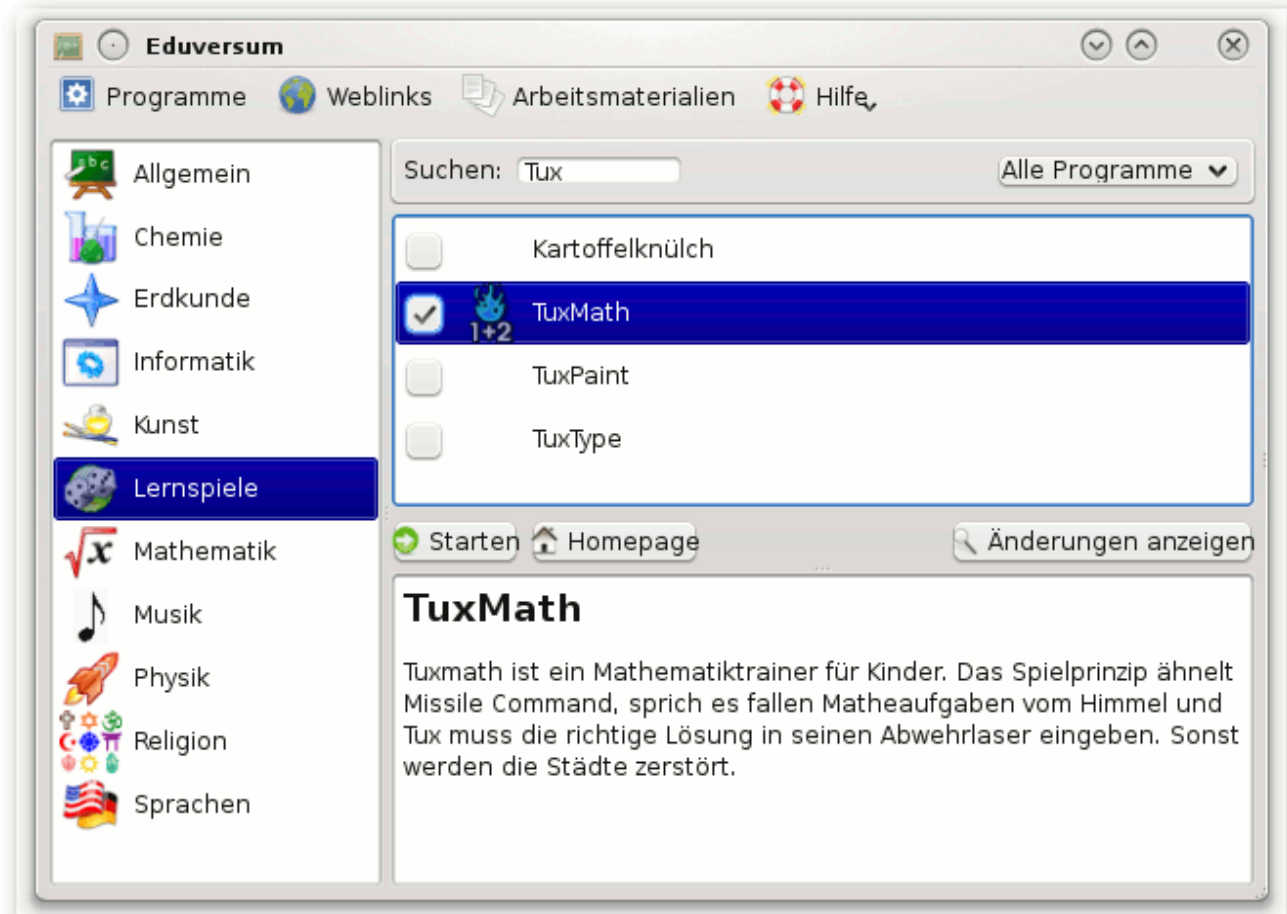 Eduversum
Programme Weblinks Arbeitsmaterialien Hilfe
Allgemein
Chemie
Erdkunde
Informatik
Kunst
Lernspiele
Mathematik
Musik
Physik
Religion
Sprachen
Suchen: Tux Alle Programme
Kartoffelknülch
1+2 TuxMath
TuxPaint
TuxType
Starten Homepage Änderungen anzeigen
TuxMath
Tuxmath ist ein Mathematiktrainer für Kinder. Das Spielprinzip ähnelt
Missile Command, sprich es fallen Matheaufgaben vom Himmel und
Tux muss die richtige Lösung in seinen Abwehrlaser eingeben. Sonst
werden die Städte zerstört.